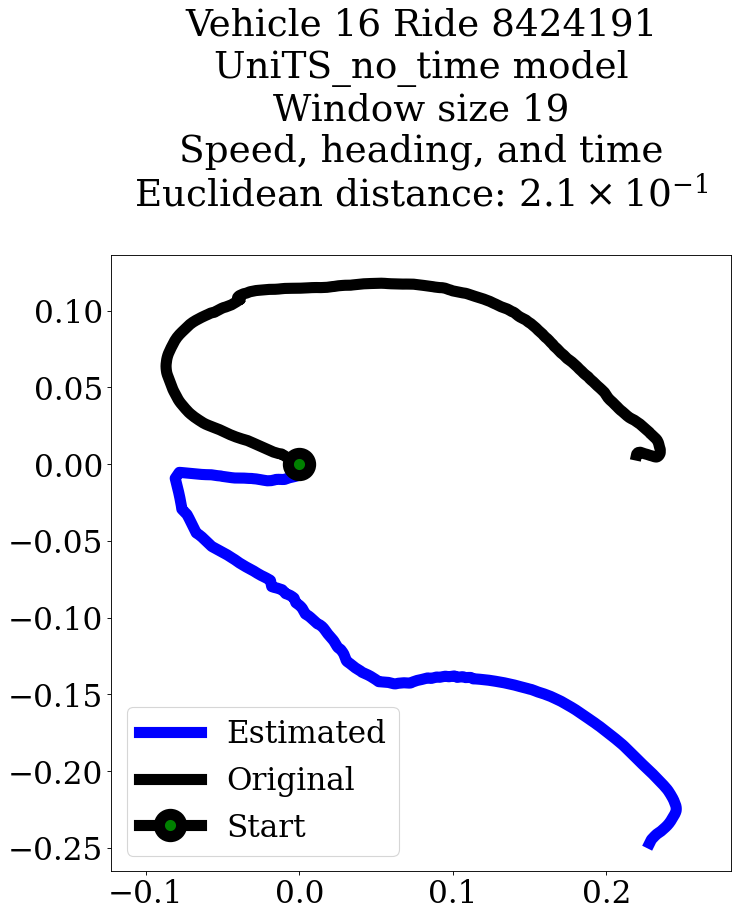 Vehicle 16 Ride 8424191
UniTS_no_time model
Window size 19
Speed, heading, and time
Euclidean distance: 2.1 × 10⁻¹
0.10
0.05
0.00
−0.05
−0.10
−0.15
−0.20
−0.25
Estimated
Original
Start
−0.1 0.0 0.1 0.2